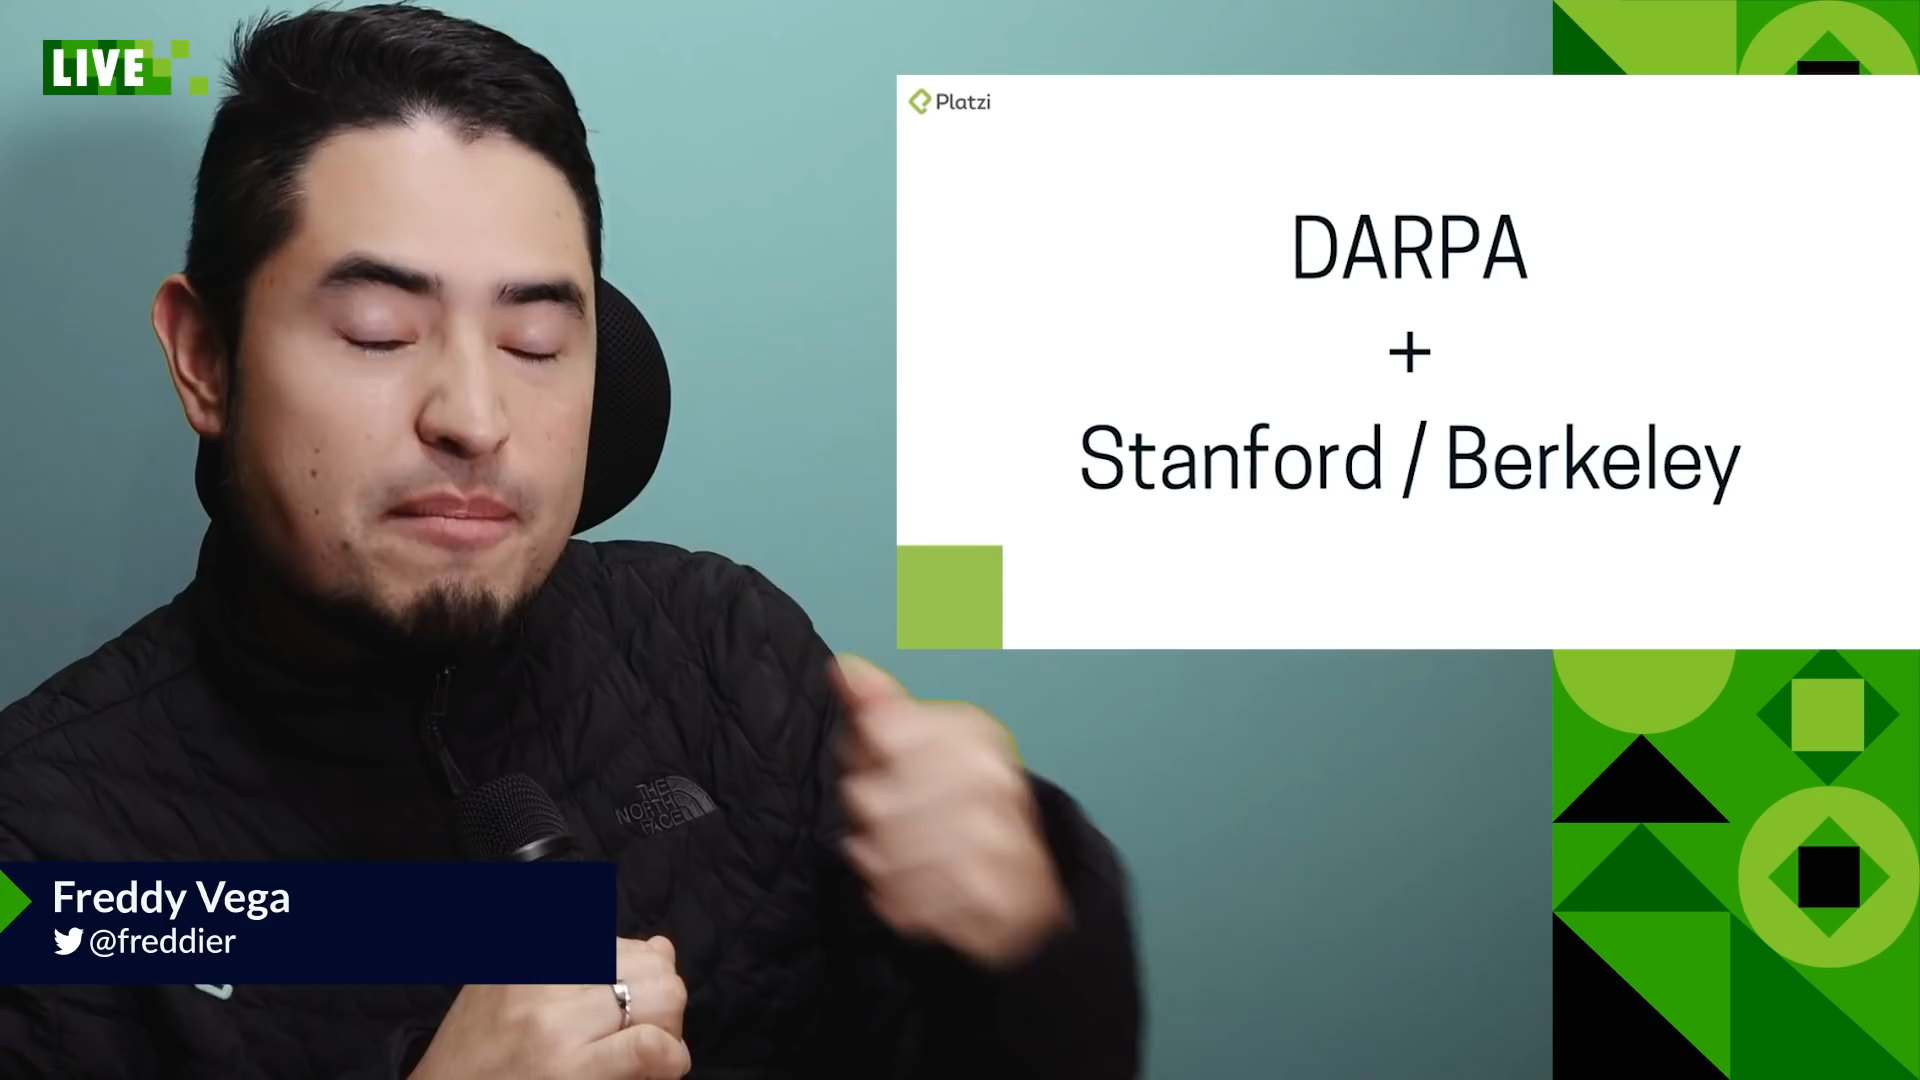 LIVE
Platzi
DARPA
+
Stanford / Berkeley
THE
NORTH
FACE
Freddy Vega
@freddier